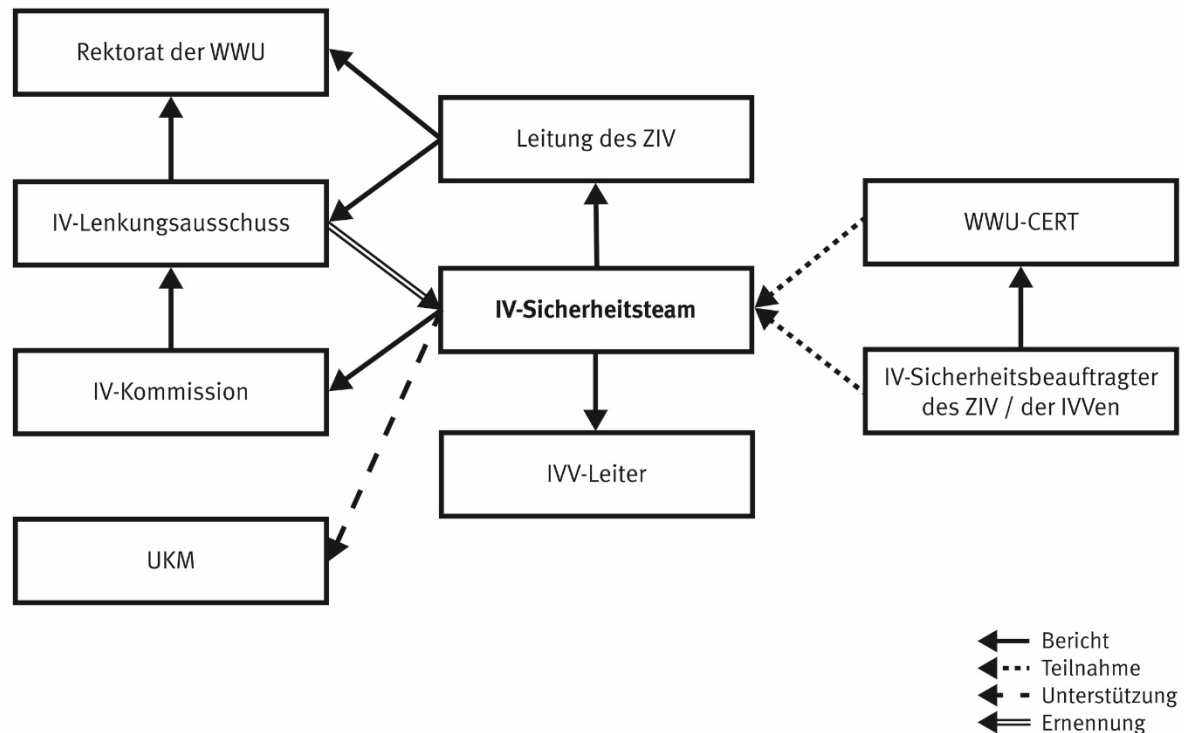 Rektorat der WWU
Leitung des ZIV
IV-Lenkungsausschuss
WWU-CERT
IV-Sicherheitsteam
IV-Kommission
IV-Sicherheitsbeauftragter
des ZIV / der IVVen
IVV-Leiter
UKM
Bericht
Teilnahme
Unterstützung
Ernennung